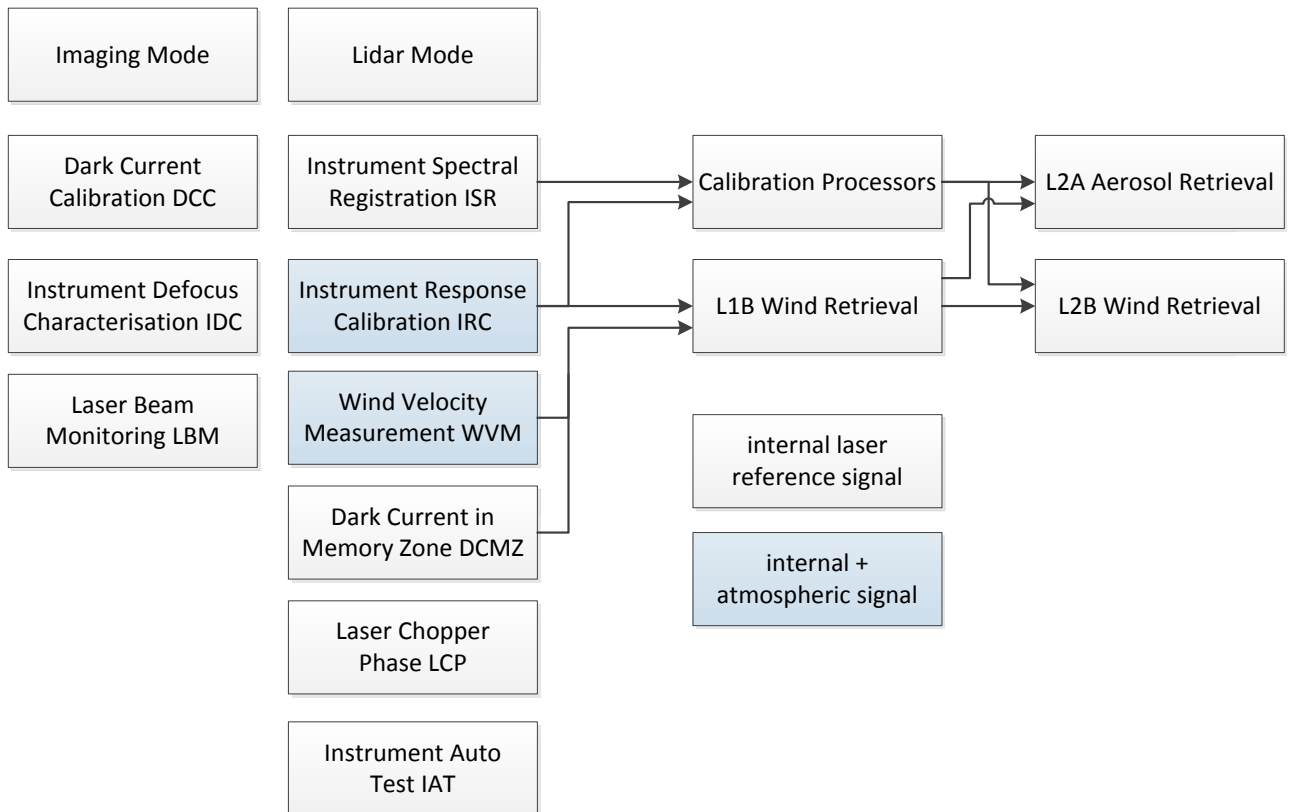 Imaging Mode
Lidar Mode
Dark Current
Calibration DCC
Instrument Spectral
Registration ISR
Calibration Processors
L2A Aerosol Retrieval
Instrument Defocus
Characterisation IDC
Instrument Response
Calibration IRC
L1B Wind Retrieval
L2B Wind Retrieval
Laser Beam
Monitoring LBM
Wind Velocity
Measurement WVM
internal laser
reference signal
Dark Current in
Memory Zone DCMZ
internal +
atmospheric signal
Laser Chopper
Phase LCP
Instrument Auto
Test IAT